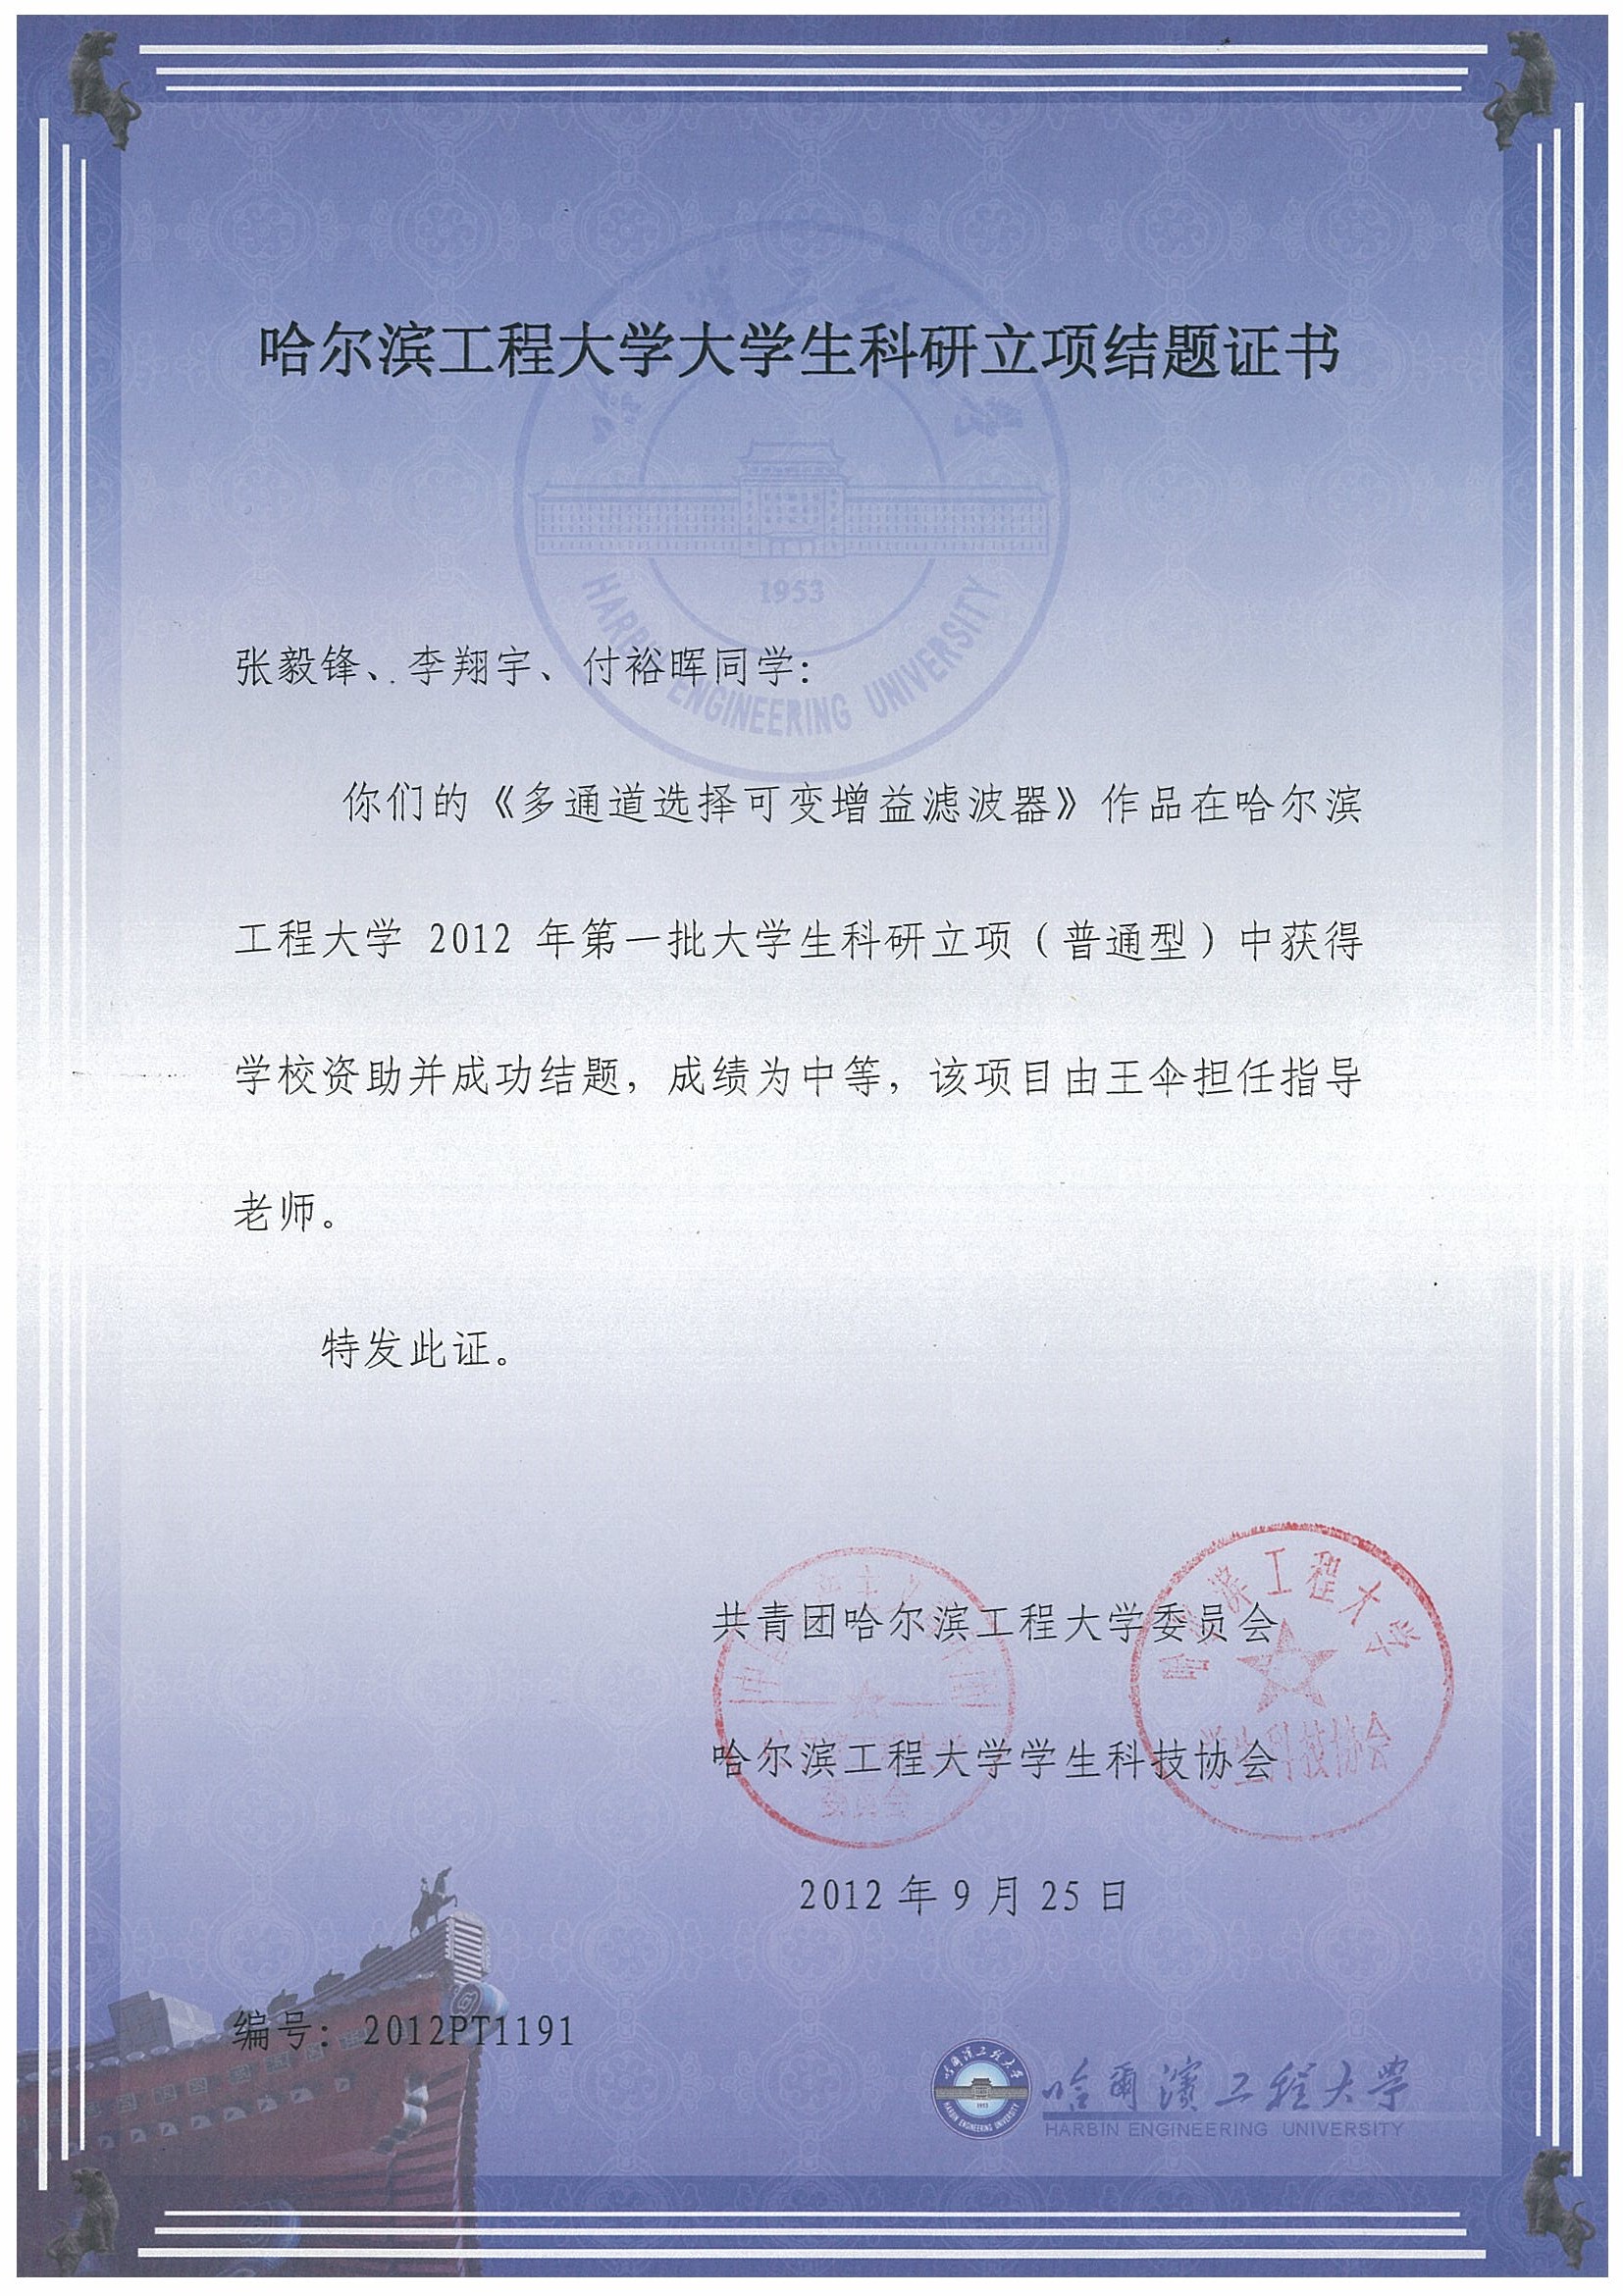 哈尔滨工程大学大学生科研立项结题证书
1953
HARBIN ENGINEERING UNIVERSITY
张毅锋、李翔宇、付裕晖同学：
你们的《多通道选择可变增益滤波器》作品在哈尔滨
工程大学 2012 年第一批大学生科研立项（普通型）中获得
学校资助并成功结题，成绩为中等，该项目由王伞担任指导
老师。
特发此证。
共青团哈尔滨工程大学委员会
哈尔滨工程大学学生科技协会
2012 年 9 月 25 日
编号： 2012PT1191
哈爾濱工程大學
HARBIN ENGINEERING UNIVERSITY